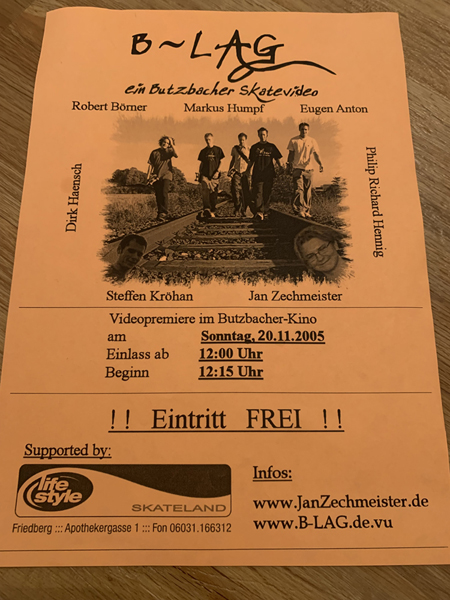 B~LAG
ein Butzbacher Skatevideo
Robert Börner Markus Humpf Eugen Anton
Dirk Haensch
Philip Richard Hennig
Steffen Kröhan Jan Zechmeister
Videopremiere im Butzbacher-Kino
am Sonntag, 20.11.2005
Einlass ab 12:00 Uhr
Beginn 12:15 Uhr
!! Eintritt FREI !!
Supported by:
life style
SKATELAND
Friedberg ::: Apothekergasse 1 ::: Fon 06031.166312
Infos:
www.JanZechmeister.de
www.B-LAG.de.vu